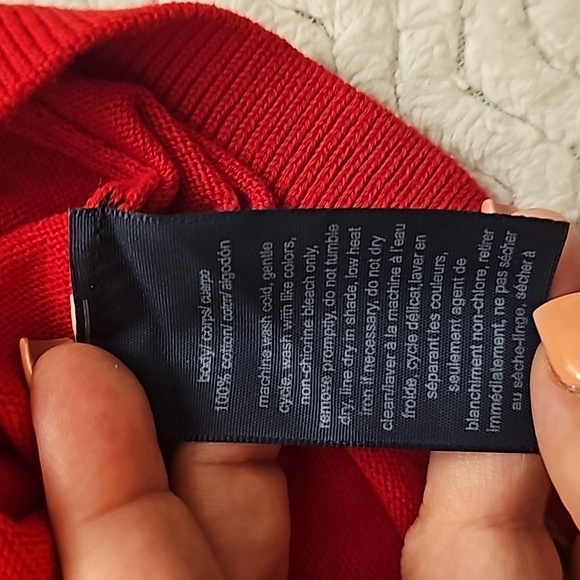 body/ corps/ cuerpo
100% cotton/ coton/ algodón
machine wash cold, gentle
cycle, wash with like colors,
non-chlorine bleach only,
remove promptly, do not tumble
dry, line dry in shade, low heat
iron if necessary, do not dry
clean/laver à la machine à l'eau
froide, cycle délicat,laver en
séparant les couleurs,
seulement agent de
blanchiment non-chlore, retirer
immédiatement, ne pas sécher
au sèche-linge, sécher à